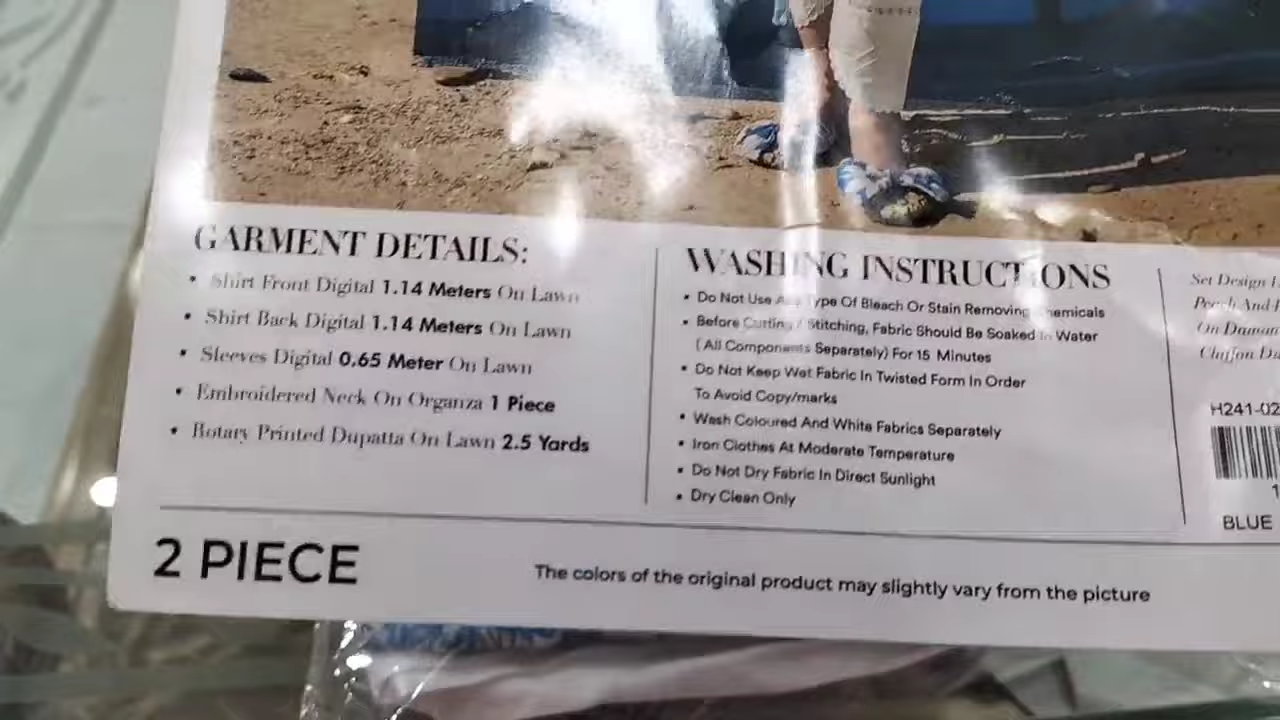 GARMENT DETAILS:
• Shirt Front Digital 1.14 Meters On Lawn
• Shirt Back Digital 1.14 Meters On Lawn
• Sleeves Digital 0.65 Meter On Lawn
• Embroidered Neck On Organza 1 Piece
• Rotary Printed Dupatta On Lawn 2.5 Yards
WASHING INSTRUCTIONS
• Do Not Use Any Type Of Bleach Or Stain Removing Chemicals
• Before Cutting / Stitching, Fabric Should Be Soaked In Water
( All Components Separately) For 15 Minutes
• Do Not Keep Wet Fabric In Twisted Form In Order
To Avoid Copy/marks
• Wash Coloured And White Fabrics Separately
• Iron Clothes At Moderate Temperature
• Do Not Dry Fabric In Direct Sunlight
• Dry Clean Only
Set Design
And
On
H241-02
BLUE
2 PIECE
The colors of the original product may slightly vary from the picture